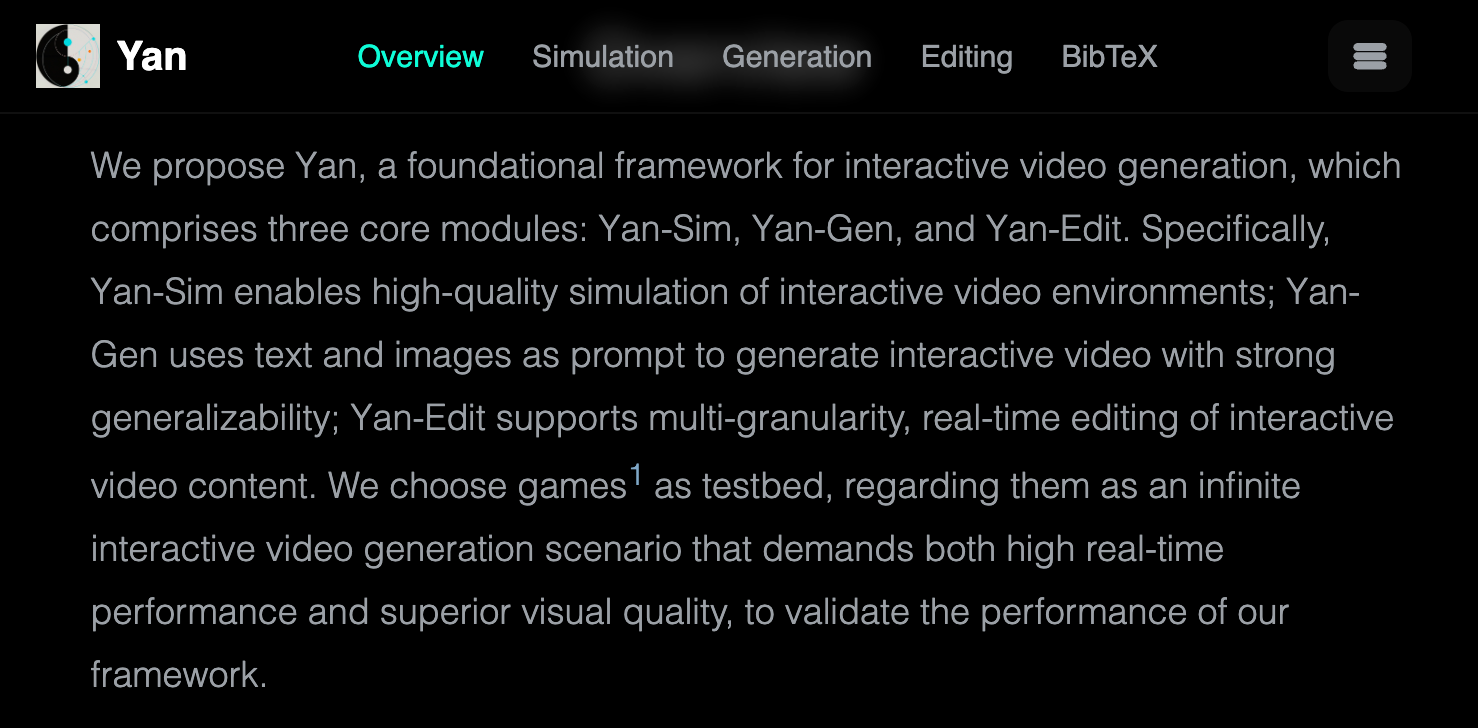 Yan
Overview
Simulation
Generation
Editing
BibTeX
We propose Yan, a foundational framework for interactive video generation, which
comprises three core modules: Yan-Sim, Yan-Gen, and Yan-Edit. Specifically,
Yan-Sim enables high-quality simulation of interactive video environments; Yan-
Gen uses text and images as prompt to generate interactive video with strong
generalizability; Yan-Edit supports multi-granularity, real-time editing of interactive
video content. We choose games¹ as testbed, regarding them as an infinite
interactive video generation scenario that demands both high real-time
performance and superior visual quality, to validate the performance of our
framework.